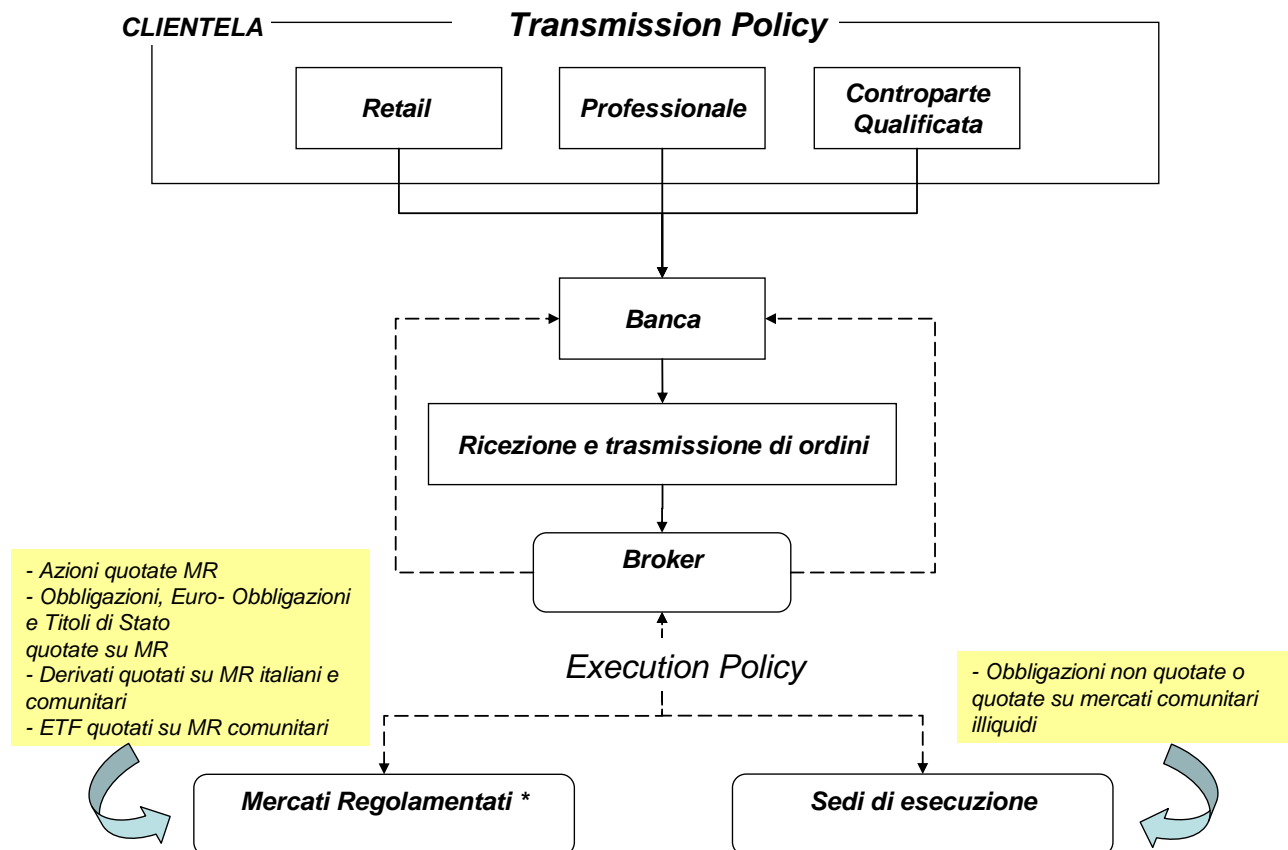 CLIENTELA
Transmission Policy
Retail
Professionale
Controparte
Qualificata
Banca
Ricezione e trasmissione di ordini
Broker
- Azioni quotate MR
- Obbligazioni, Euro- Obbligazioni
e Titoli di Stato
quotate su MR
- Derivati quotati su MR italiani e
comunitari
- ETF quotati su MR comunitari
Execution Policy
- Obbligazioni non quotate o
quotate su mercati comunitari
illiquidi
Mercati Regolamentati *
Sedi di esecuzione